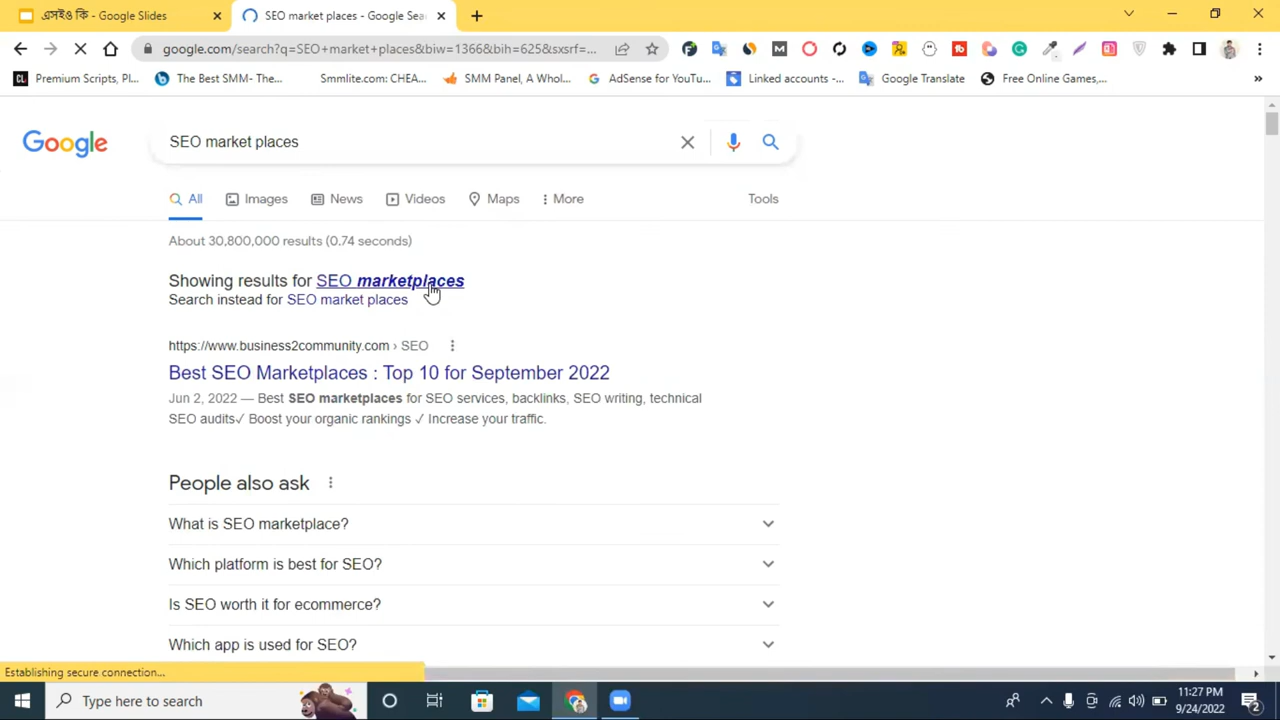 এসইও কি - Google Slides
SEO market places - Google Sea
google.com/search?q=SEO+market+places&biw=1366&bih=625&sxsrf=...
Premium Scripts, Pl...
The Best SMM- The...
Smmlite.com: CHEA...
SMM Panel, A Whol...
AdSense for YouTu...
Linked accounts -...
Google Translate
Free Online Games,...
Google
SEO market places
All
Images
News
Videos
Maps
More
Tools
About 30,800,000 results (0.74 seconds)
Showing results for SEO marketplaces
Search instead for SEO market places
https://www.business2community.com › SEO
Best SEO Marketplaces : Top 10 for September 2022
Jun 2, 2022 — Best SEO marketplaces for SEO services, backlinks, SEO writing, technical
SEO audits✓ Boost your organic rankings ✓ Increase your traffic.
People also ask
What is SEO marketplace?
Which platform is best for SEO?
Is SEO worth it for ecommerce?
Which app is used for SEO?
Establishing secure connection...
Type here to search
11:27 PM
9/24/2022
2